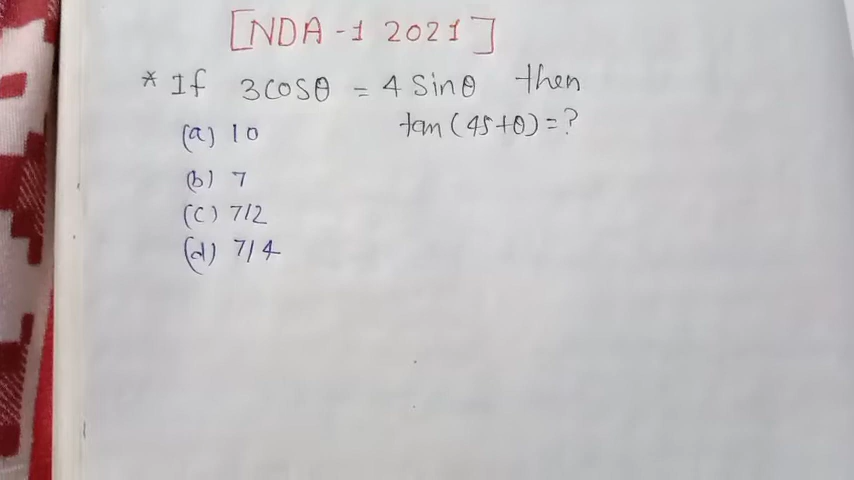 [NDA-1 2021]
* If 3cosθ = 4 sinθ then
tan(45+θ)=?
(a) 10
(b) 7
(c) 7/2
(d) 7/4